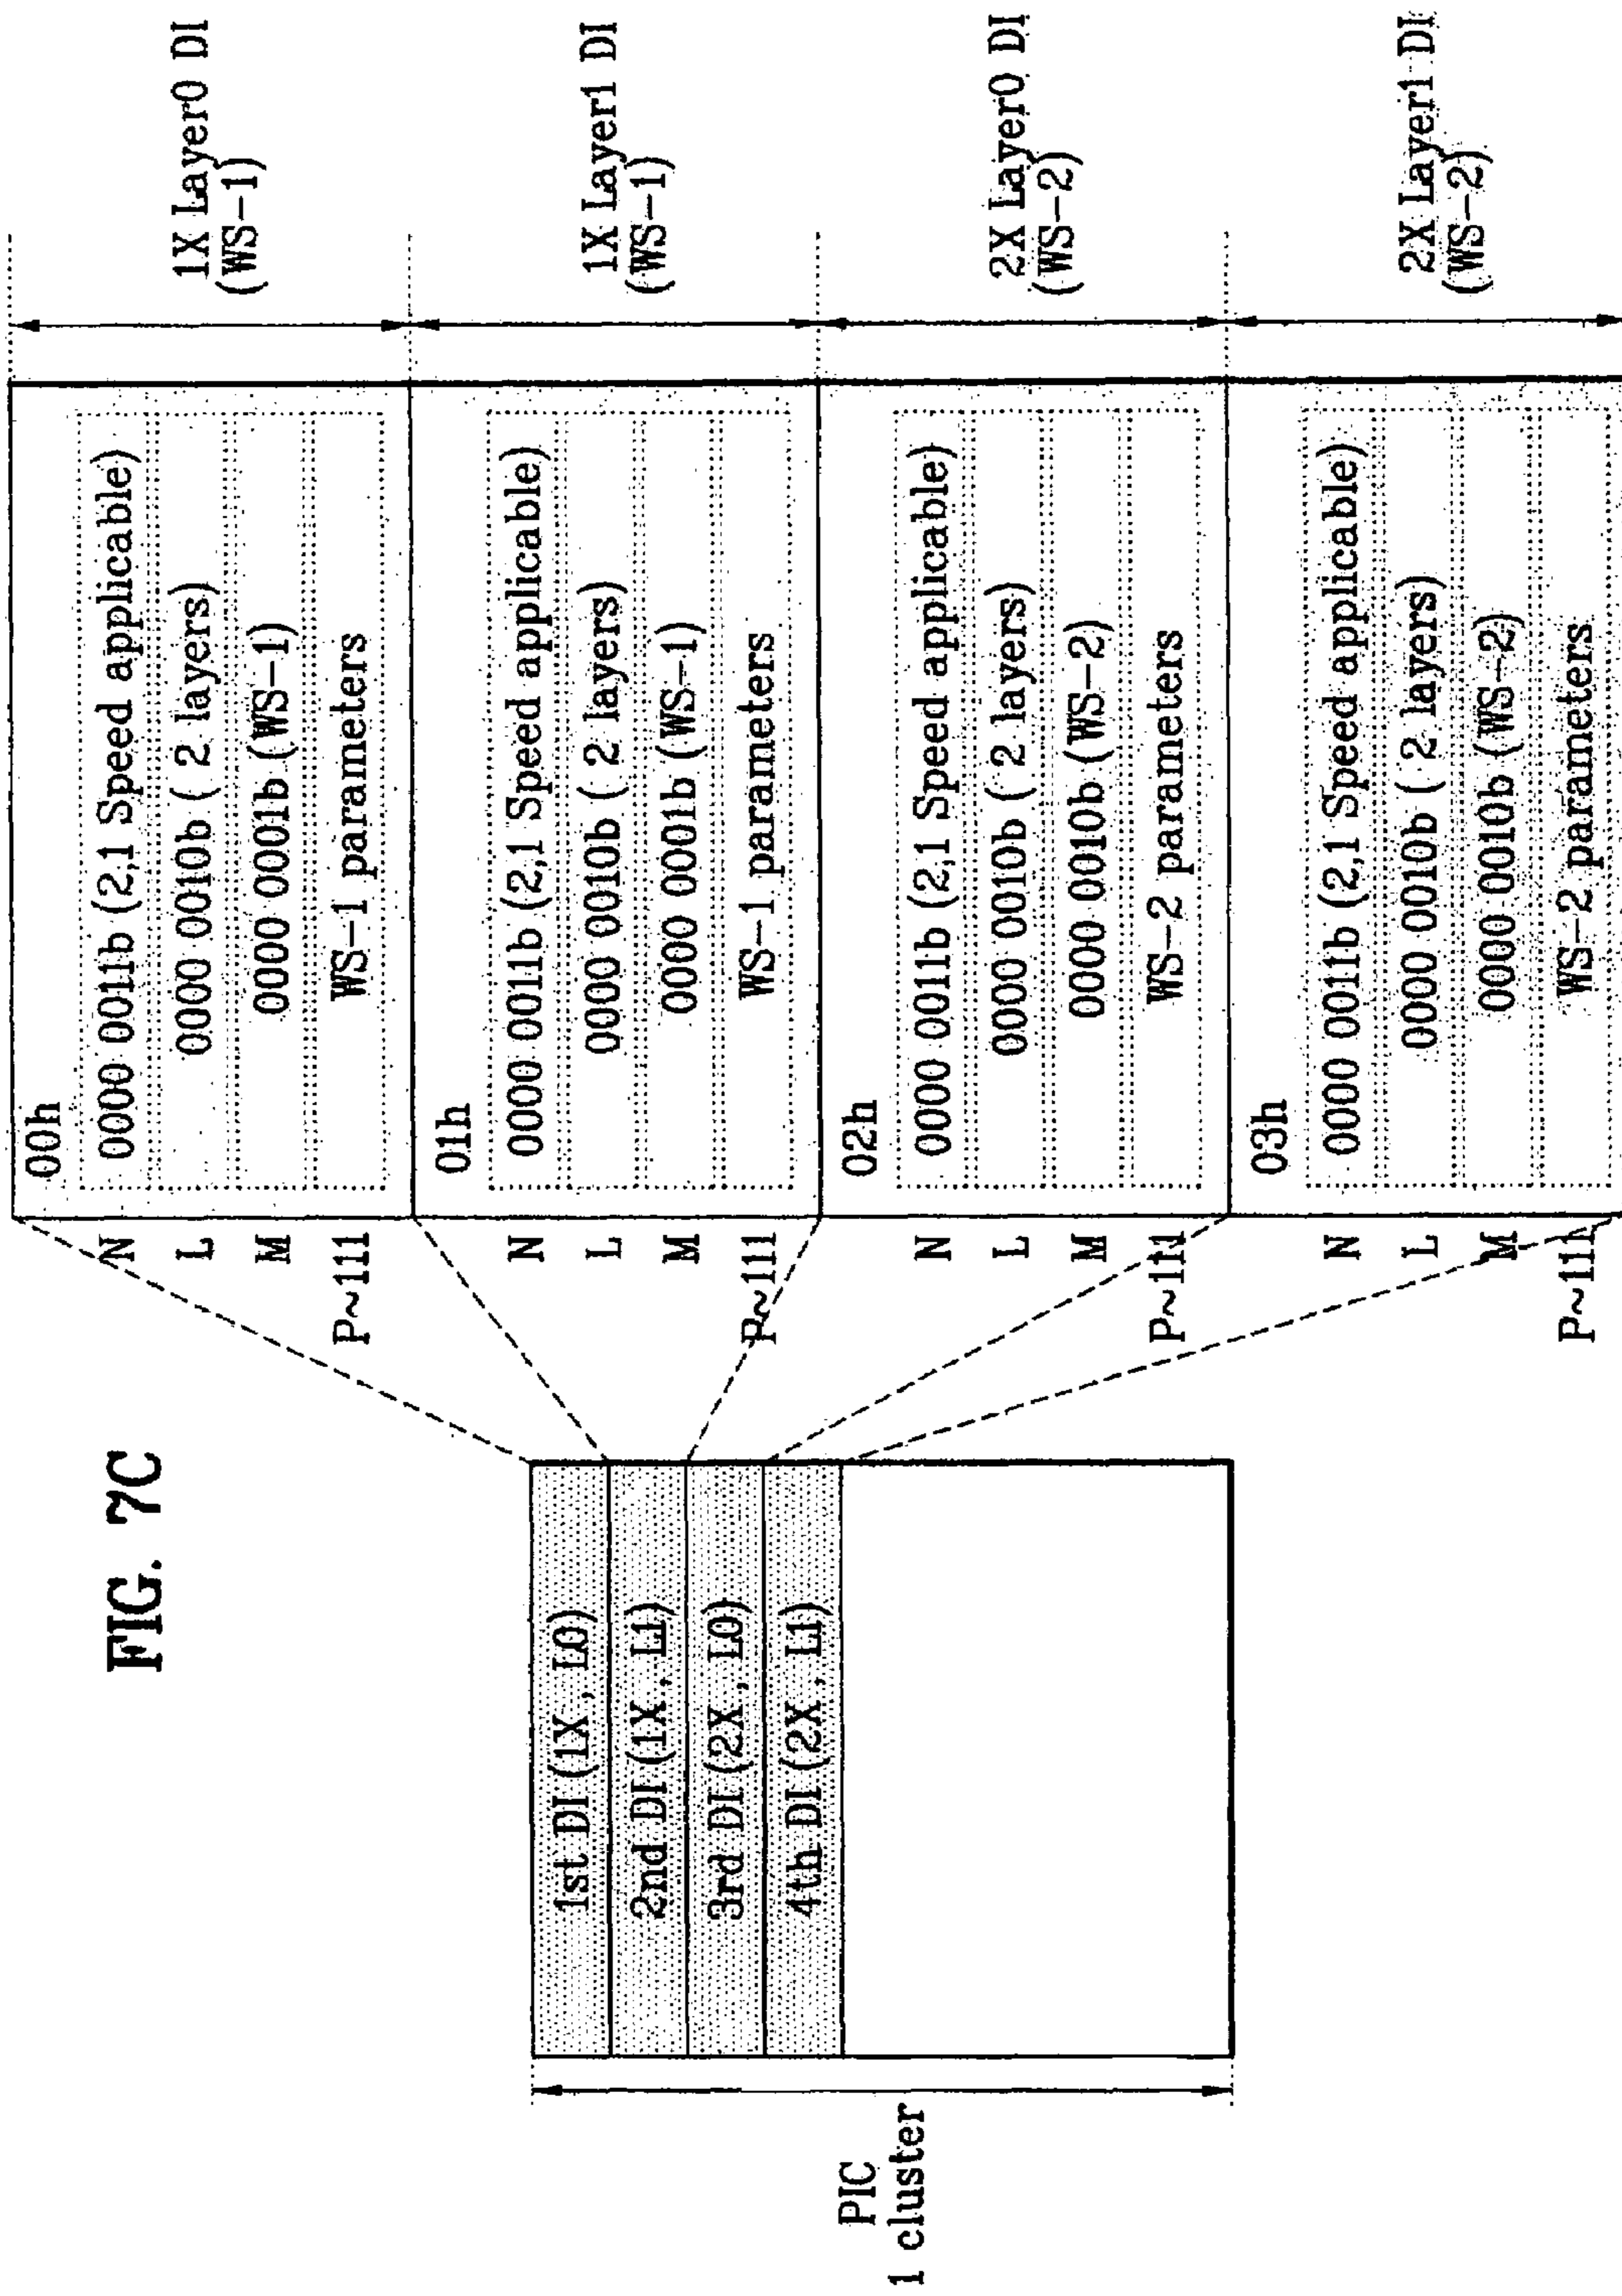 FIG. 7C
PIC
1 cluster
1st DI (1X , L0)
2nd DI (1X , L1)
3rd DI (2X , L0)
4th DI (2X , L1)
00h
N
0000 0011b (2,1 Speed applicable)
L
0000 0010b ( 2 layers)
M
0000 0001b (WS-1)
P~111
WS-1 parameters
1X Layer0 DI
(WS-1)
01h
N
0000 0011b (2,1 Speed applicable)
L
0000 0010b ( 2 layers)
M
0000 0001b (WS-1)
P~111
WS-1 parameters
1X Layer1 DI
(WS-1)
02h
N
0000 0011b (2,1 Speed applicable)
L
0000 0010b ( 2 layers)
M
0000 0010b (WS-2)
P~111
WS-2 parameters
2X Layer0 DI
(WS-2)
03h
N
0000 0011b (2,1 Speed applicable)
L
0000 0010b ( 2 layers)
M
0000 0010b (WS-2)
P~111
WS-2 parameters
2X Layer1 DI
(WS-2)